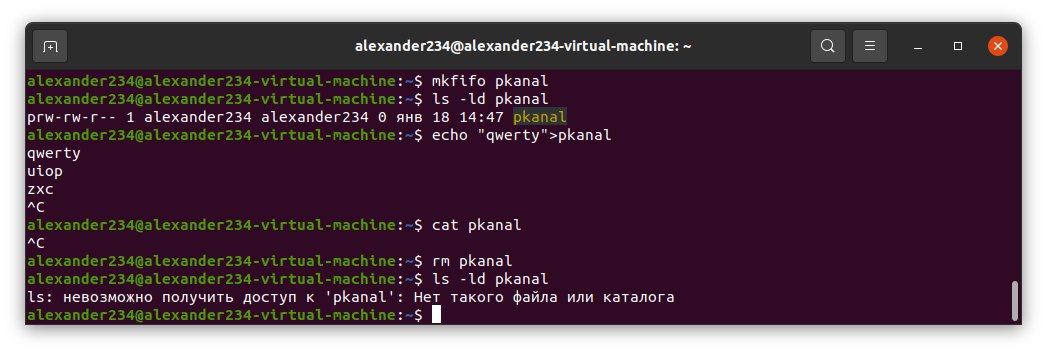 alexander234@alexander234-virtual-machine: ~
alexander234@alexander234-virtual-machine:~$ mkfifo pkanal
alexander234@alexander234-virtual-machine:~$ ls -ld pkanal
prw-rw-r-- 1 alexander234 alexander234 0 янв 18 14:47 pkanal
alexander234@alexander234-virtual-machine:~$ echo "qwerty">pkanal
qwerty
uiop
zxc
^C
alexander234@alexander234-virtual-machine:~$ cat pkanal
^C
alexander234@alexander234-virtual-machine:~$ rm pkanal
alexander234@alexander234-virtual-machine:~$ ls -ld pkanal
ls: невозможно получить доступ к 'pkanal': Нет такого файла или каталога
alexander234@alexander234-virtual-machine:~$